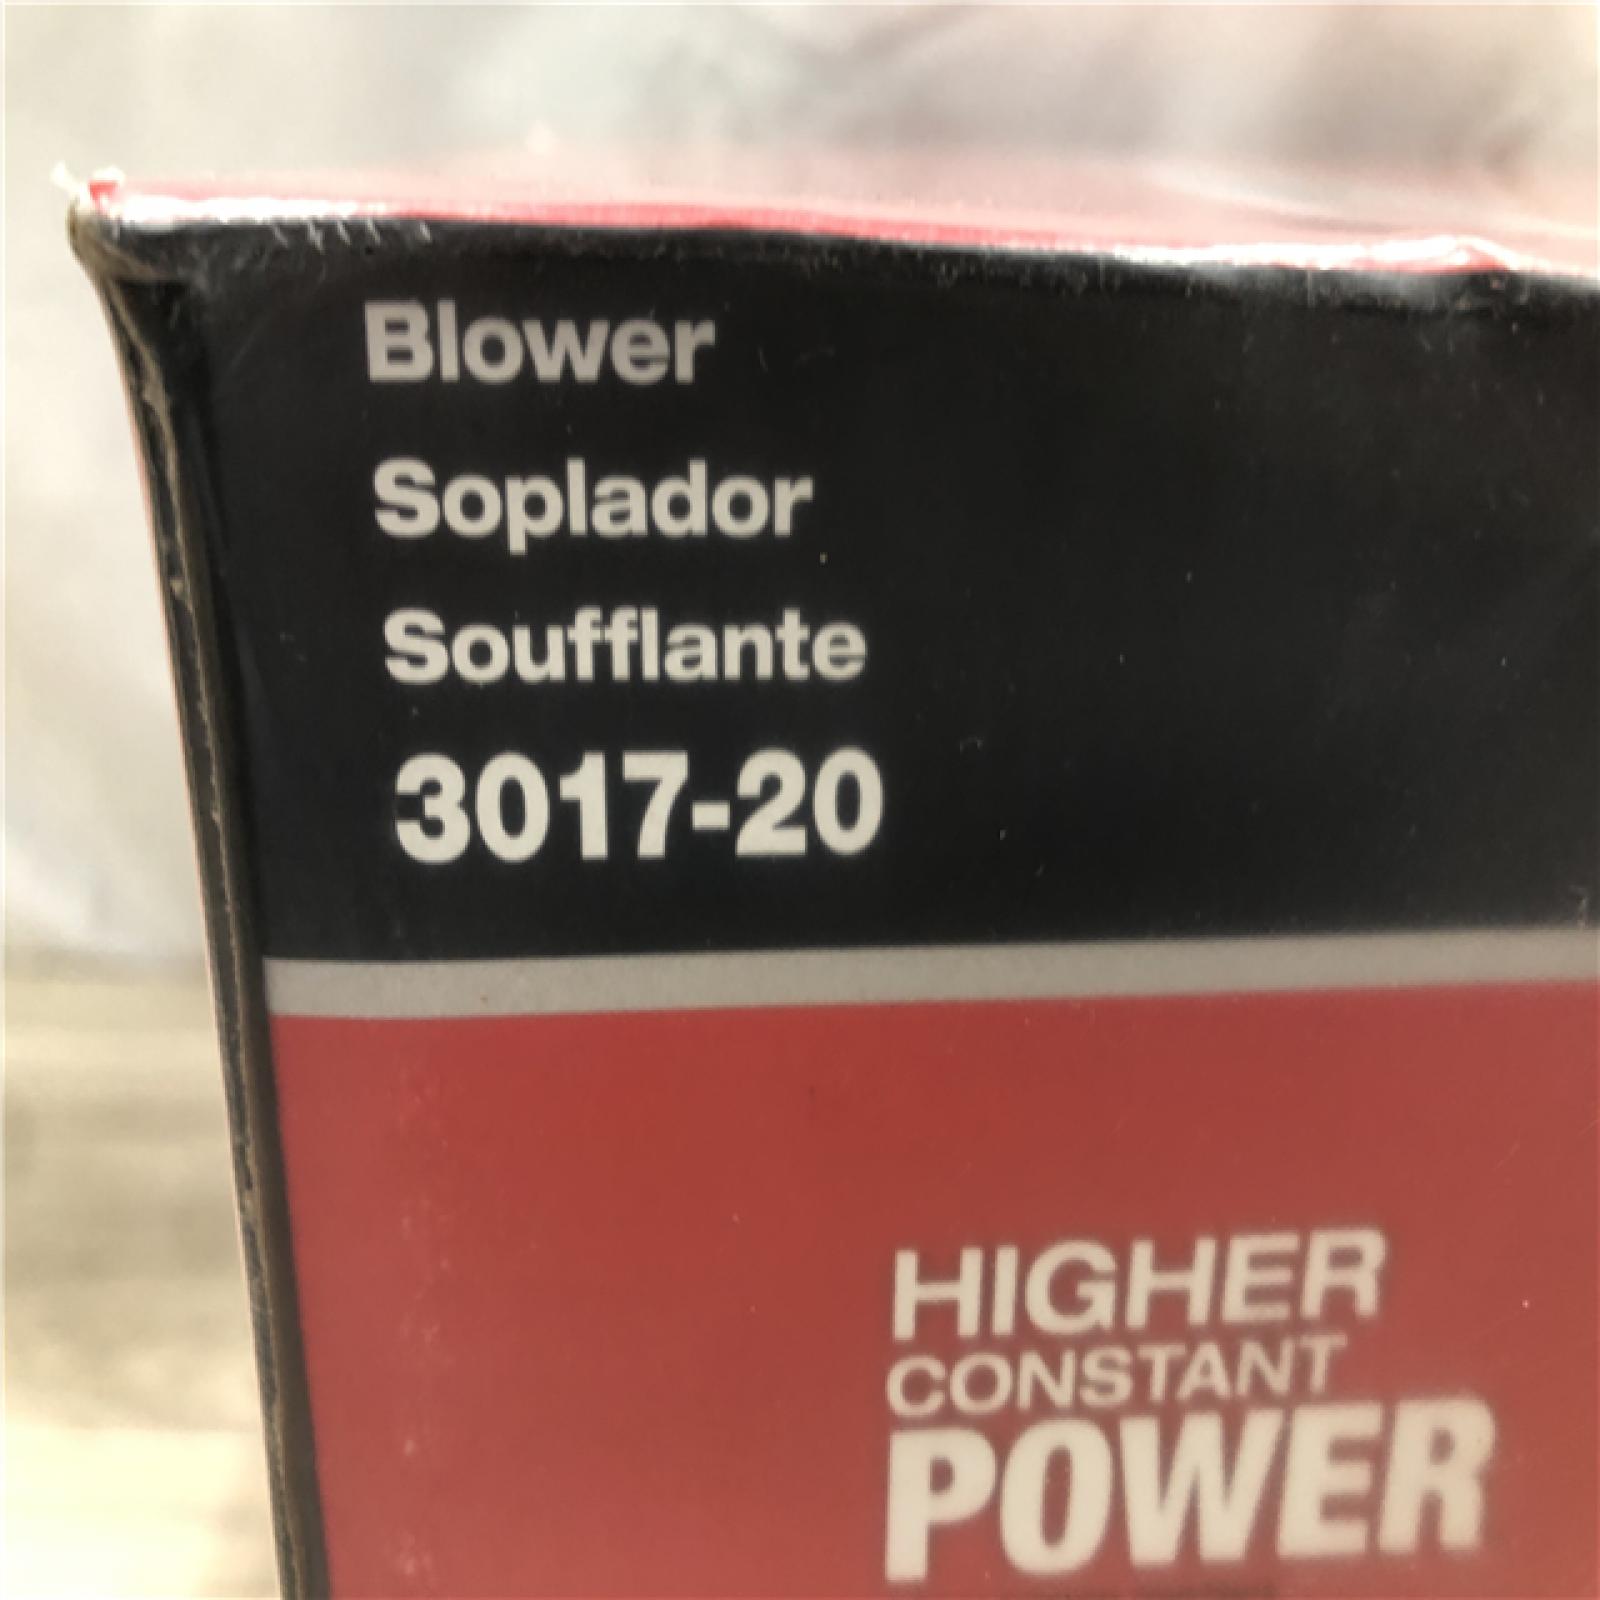 Blower
Soplador
Soufflante
3017-20
HIGHER
CONSTANT
POWER